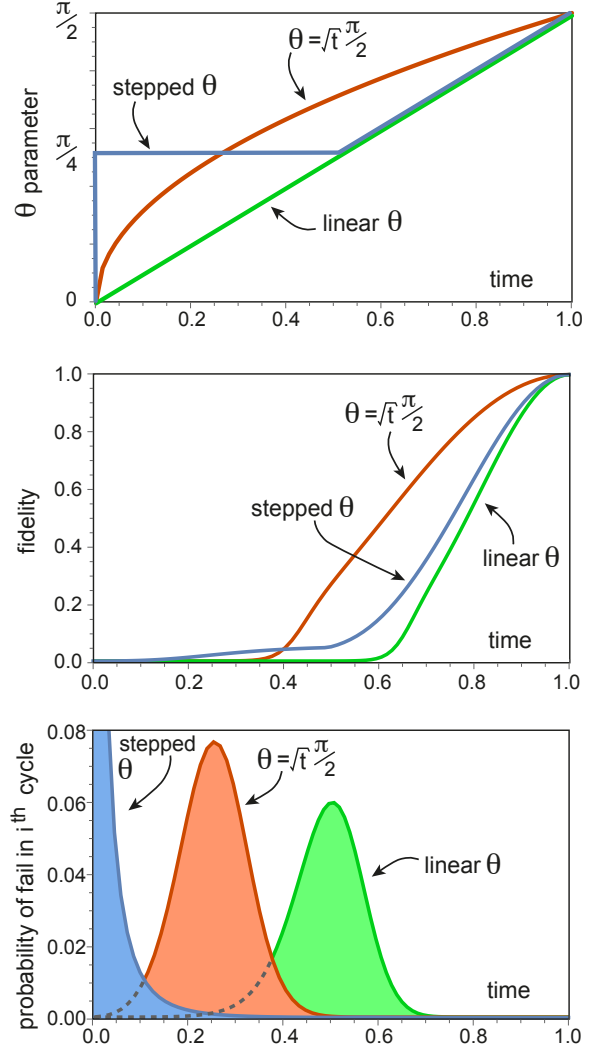 π/2
θ=√t π/2
stepped θ
π/4
θ parameter
linear θ
time
0
0.0 0.2 0.4 0.6 0.8 1.0
1.0
θ=√t π/2
0.8
0.6
stepped θ
fidelity
linear θ
0.4
0.2
time
0.0
0.0 0.2 0.4 0.6 0.8 1.0
0.08
stepped
θ
θ=√t π/2
0.06
probability of fail in iᵗʰ cycle
linear θ
0.04
0.02
time
0.00
0.0 0.2 0.4 0.6 0.8 1.0